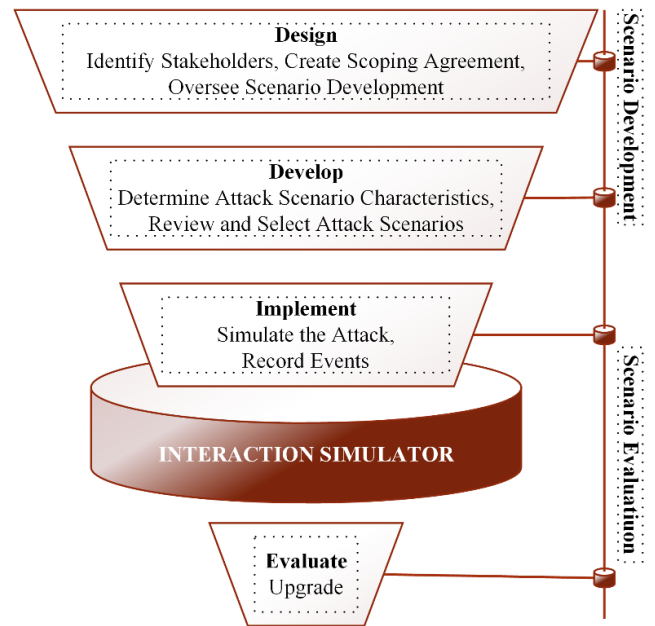 Design
Identify Stakeholders, Create Scoping Agreement,
Oversee Scenario Development
Develop
Determine Attack Scenario Characteristics,
Review and Select Attack Scenarios
Implement
Simulate the Attack,
Record Events
INTERACTION SIMULATOR
Evaluate
Upgrade
Scenario Development
Scenario Evaluatiuon